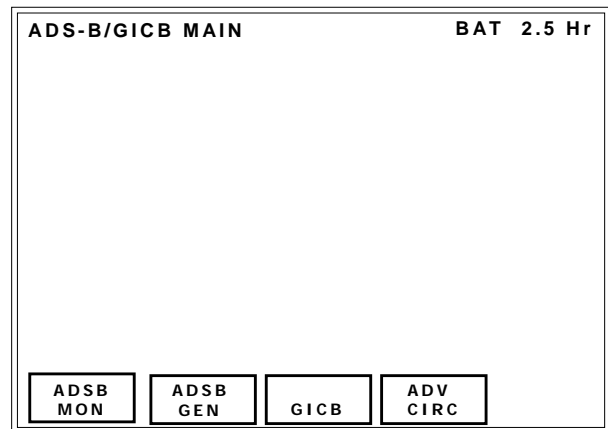 ADS-B/GICB MAIN BAT 2.5 Hr
ADSB MON
ADSB GEN
GICB
ADV CIRC